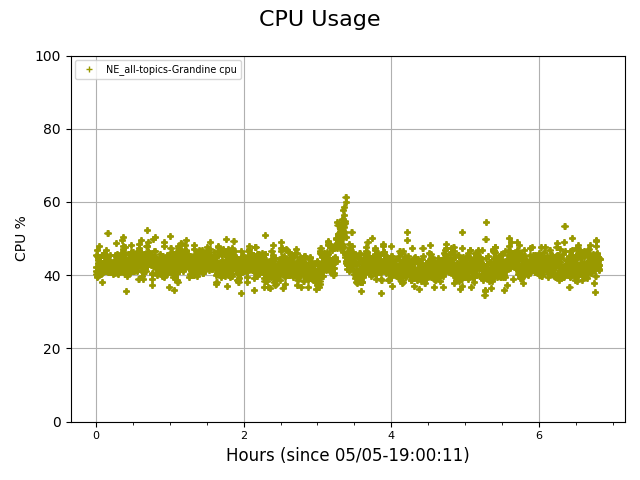 CPU Usage
NE_all-topics-Grandine cpu
CPU %
100
80
60
40
20
0
0 2 4 6
Hours (since 05/05-19:00:11)